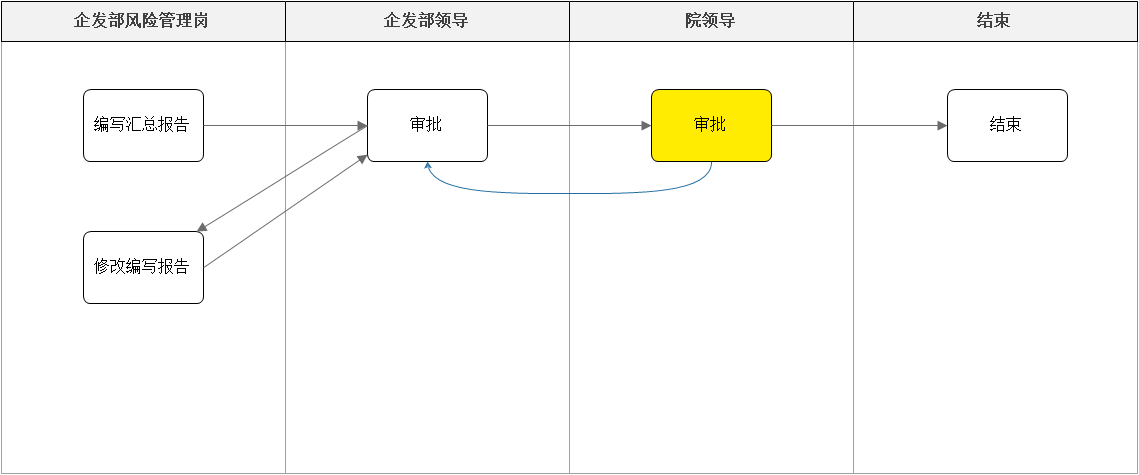 企发部风险管理岗
企发部领导
院领导
结束
编写汇总报告
审批
审批
结束
修改编写报告